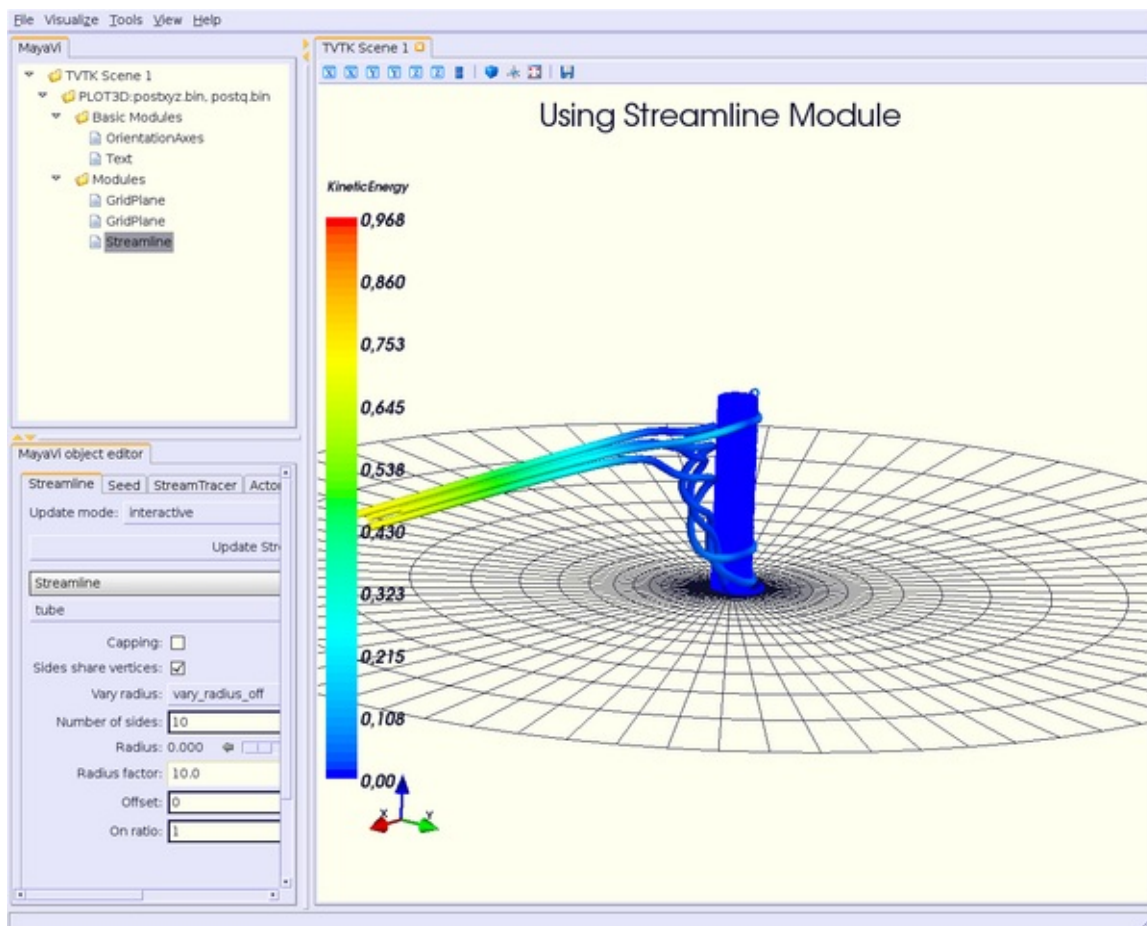 File Visualize Tools View Help
MayaVi
TVTK Scene 1
PLOT3D:postxyz.bin, postq.bin
Basic Modules
OrientationAxes
Text
Modules
GridPlane
GridPlane
Streamline
MayaVi object editor
Streamline Seed StreamTracer Actor
Update mode: interactive
Update Str
Streamline
tube
Capping:
Sides share vertices:
Vary radius: vary_radius_off
Number of sides: 10
Radius: 0.000
Radius factor: 10.0
Offset: 0
On ratio: 1
TVTK Scene 1
X X Y Y Z Z
Using Streamline Module
KineticEnergy
0,968
0,860
0,753
0,645
0,538
0,430
0,323
0,215
0,108
0,00
X Y